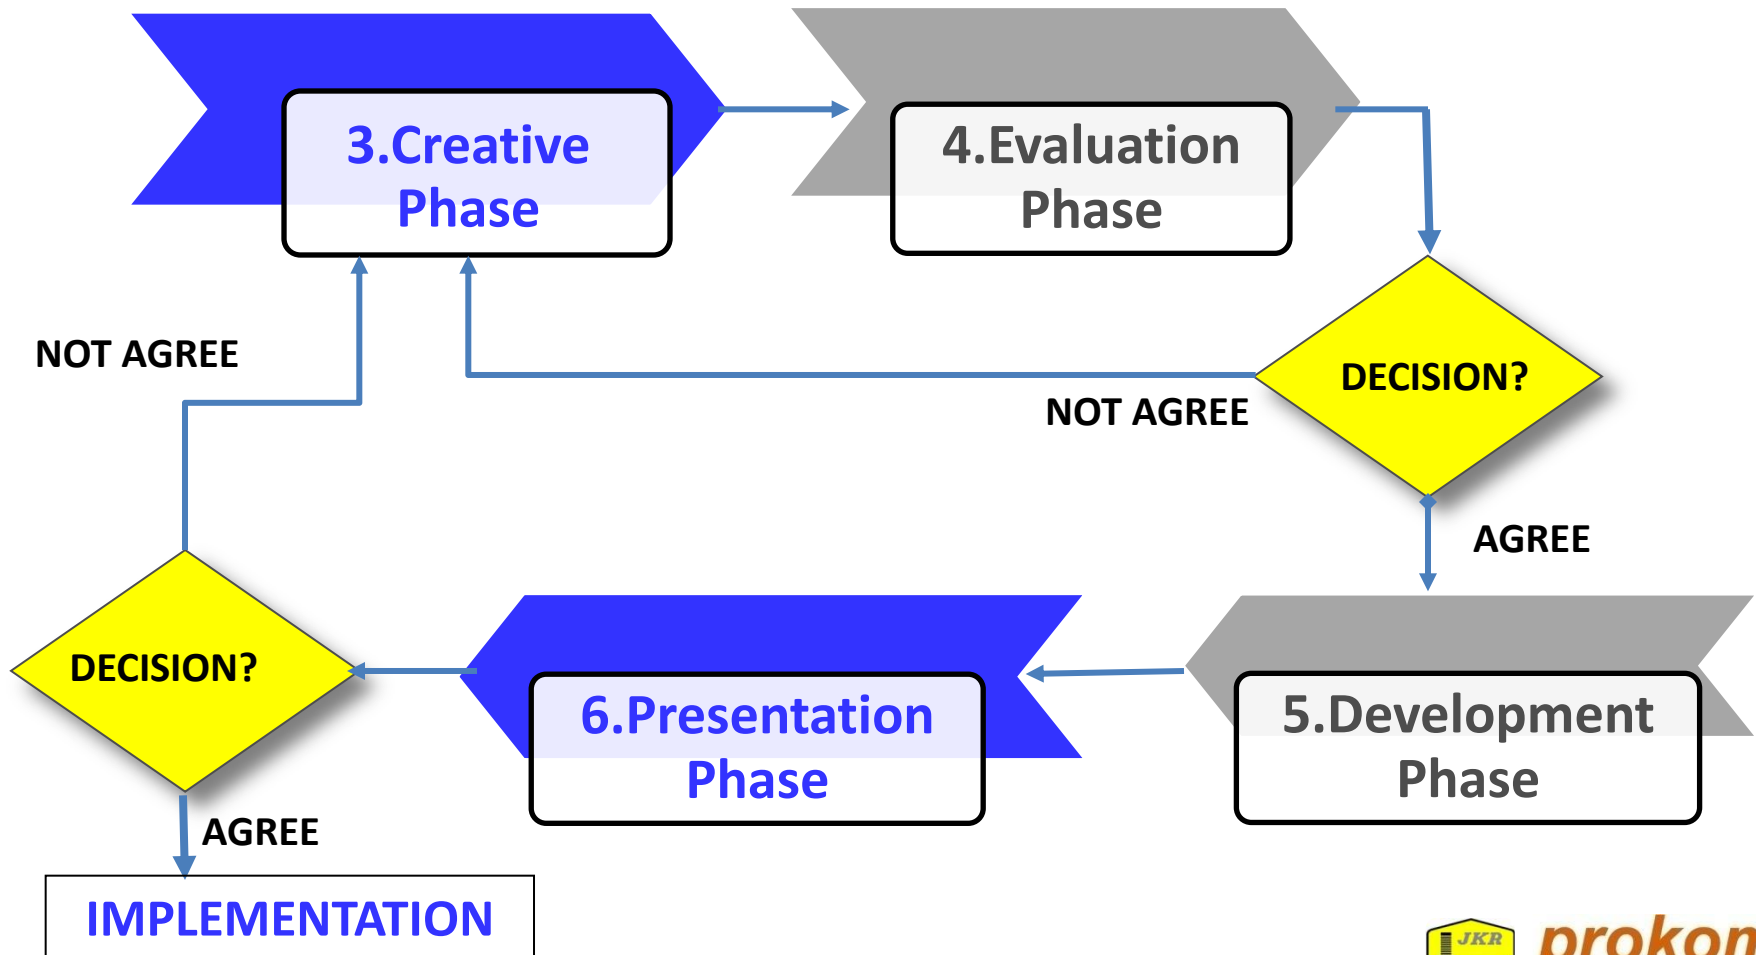 3.Creative
Phase
4.Evaluation
Phase
NOT AGREE
DECISION?
NOT AGREE
AGREE
DECISION?
6.Presentation
Phase
5.Development
Phase
AGREE
IMPLEMENTATION
JKR
prokom